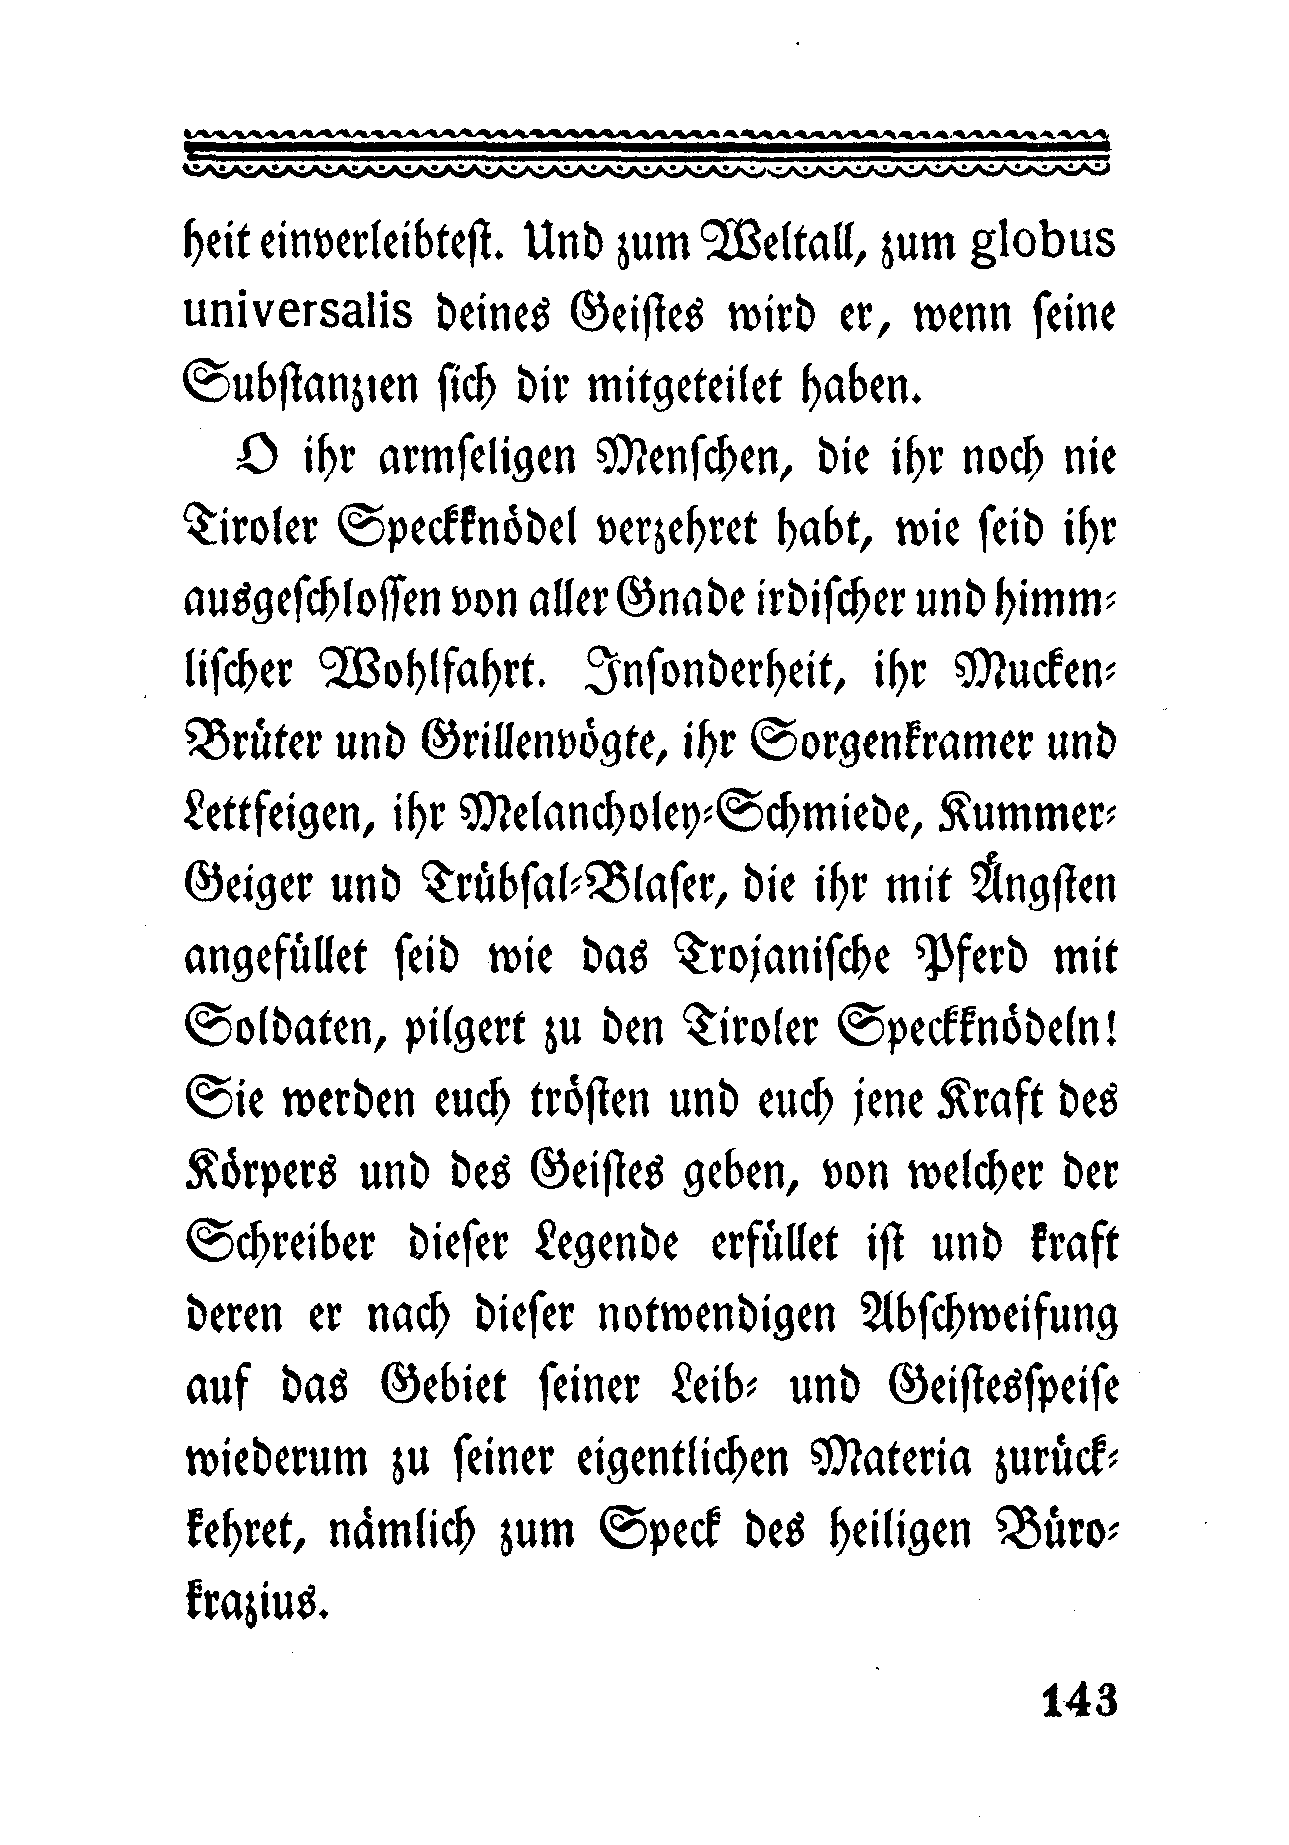 heit einverleibteſt. Und zum Weltall, zum globus
universalis deines Geiſtes wird er, wenn ſeine
Subſtanzien ſich dir mitgeteilet haben.
O ihr armſeligen Menſchen, die ihr noch nie
Tiroler Speckknödel verzehret habt, wie ſeid ihr
ausgeſchloſſen von aller Gnade irdiſcher und himm⸗
liſcher Wohlfahrt. Inſonderheit, ihr Mucken⸗
Brüter und Grillenvögte, ihr Sorgenkramer und
Lettfeigen, ihr Melancholey⸗Schmiede, Kummer⸗
Geiger und Trübſal⸗Blaſer, die ihr mit Ängſten
angefüllet ſeid wie das Trojaniſche Pferd mit
Soldaten, pilgert zu den Tiroler Speckknödeln!
Sie werden euch tröſten und euch jene Kraft des
Körpers und des Geiſtes geben, von welcher der
Schreiber dieſer Legende erfüllet iſt und kraft
deren er nach dieſer notwendigen Abſchweifung
auf das Gebiet ſeiner Leib⸗ und Geiſtesſpeiſe
wiederum zu ſeiner eigentlichen Materia zurück⸗
kehret, nämlich zum Speck des heiligen Büro⸗
krazius.
143